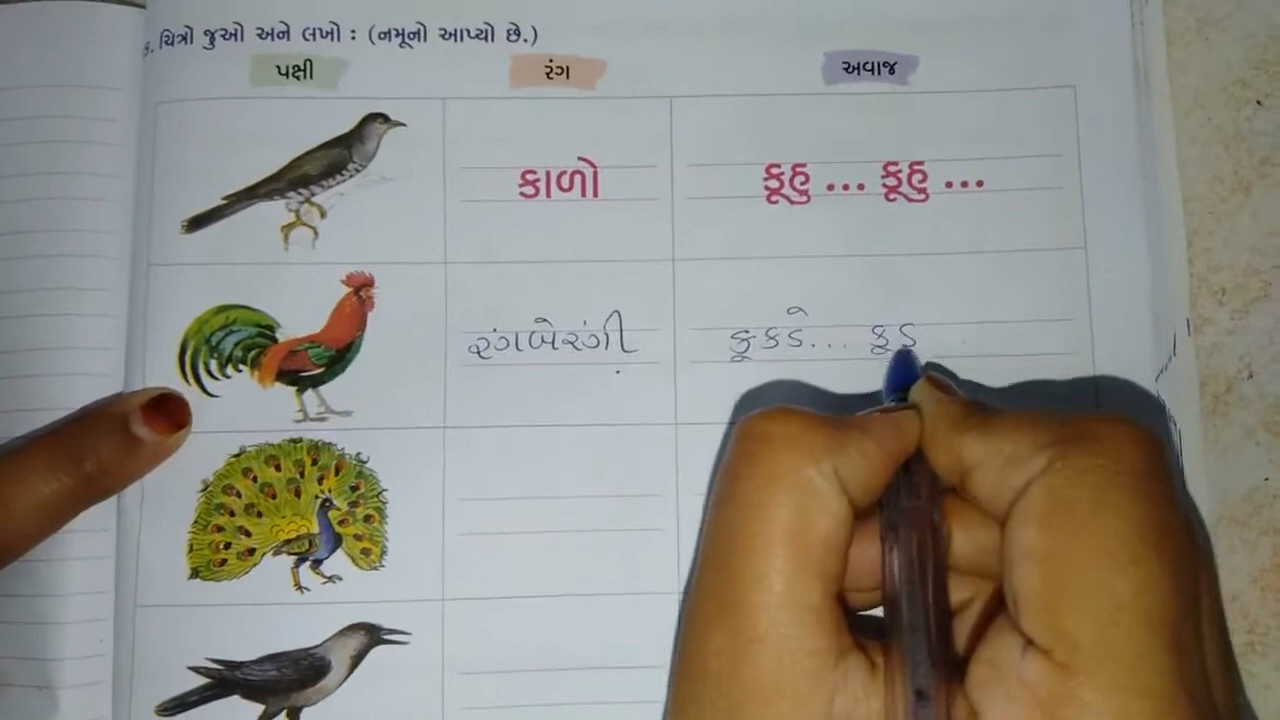 ક. ચિત્રો જુઓ અને લખો : (નમૂનો આપ્યો છે.)
પક્ષી રંગ અવાજ
કાળો કૂહુ ... કૂહુ ...
રંગબેરંગી કૂકડે... કૂક